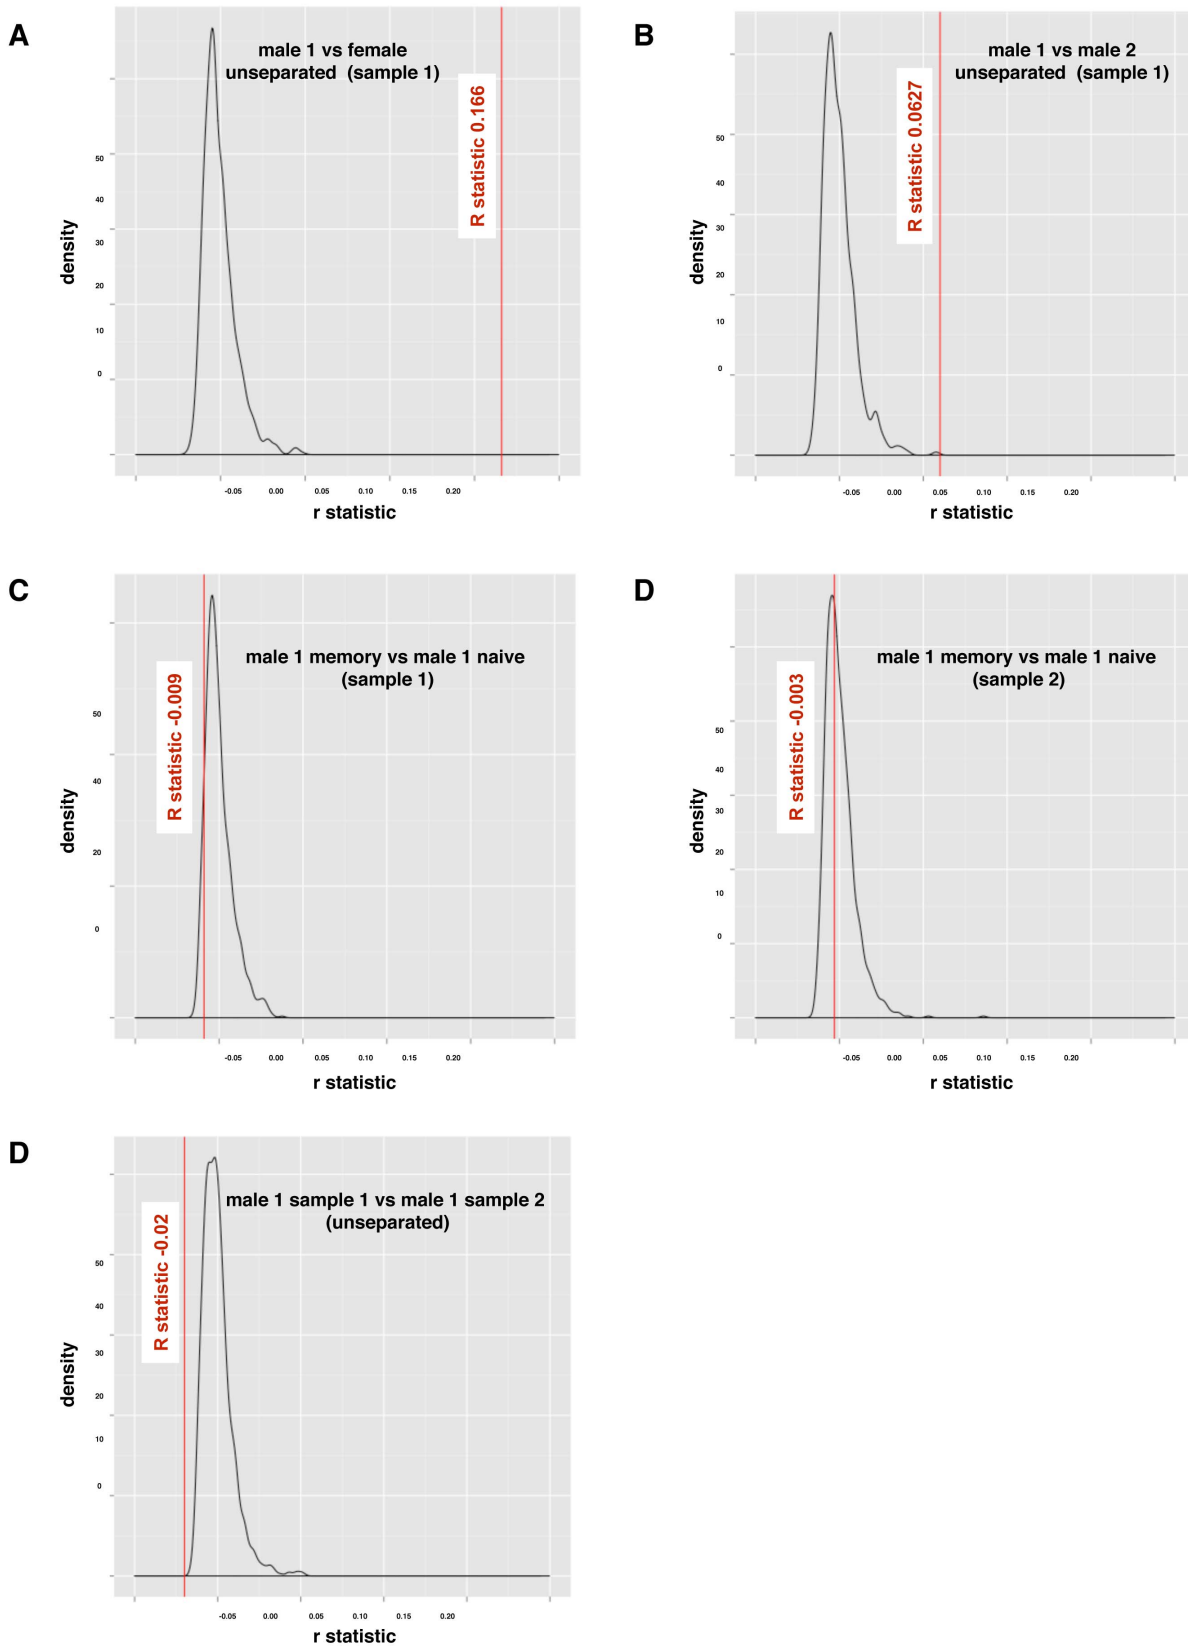 A
male 1 vs female
unseparated (sample 1)
R statistic 0.166
density
50
40
30
20
10
0
-0.05 0.00 0.05 0.10 0.15 0.20
r statistic
B
male 1 vs male 2
unseparated (sample 1)
R statistic 0.0627
density
50
40
30
20
10
0
-0.05 0.00 0.05 0.10 0.15 0.20
r statistic
C
male 1 memory vs male 1 naive
(sample 1)
R statistic -0.009
density
50
40
20
0
-0.05 0.00 0.05 0.10 0.15 0.20
r statistic
D
male 1 memory vs male 1 naive
(sample 2)
R statistic -0.003
density
50
40
30
20
10
0
-0.05 0.00 0.05 0.10 0.15 0.20
r statistic
D
male 1 sample 1 vs male 1 sample 2
(unseparated)
R statistic -0.02
density
50
40
30
20
10
0
-0.05 0.00 0.05 0.10 0.15 0.20
r statistic